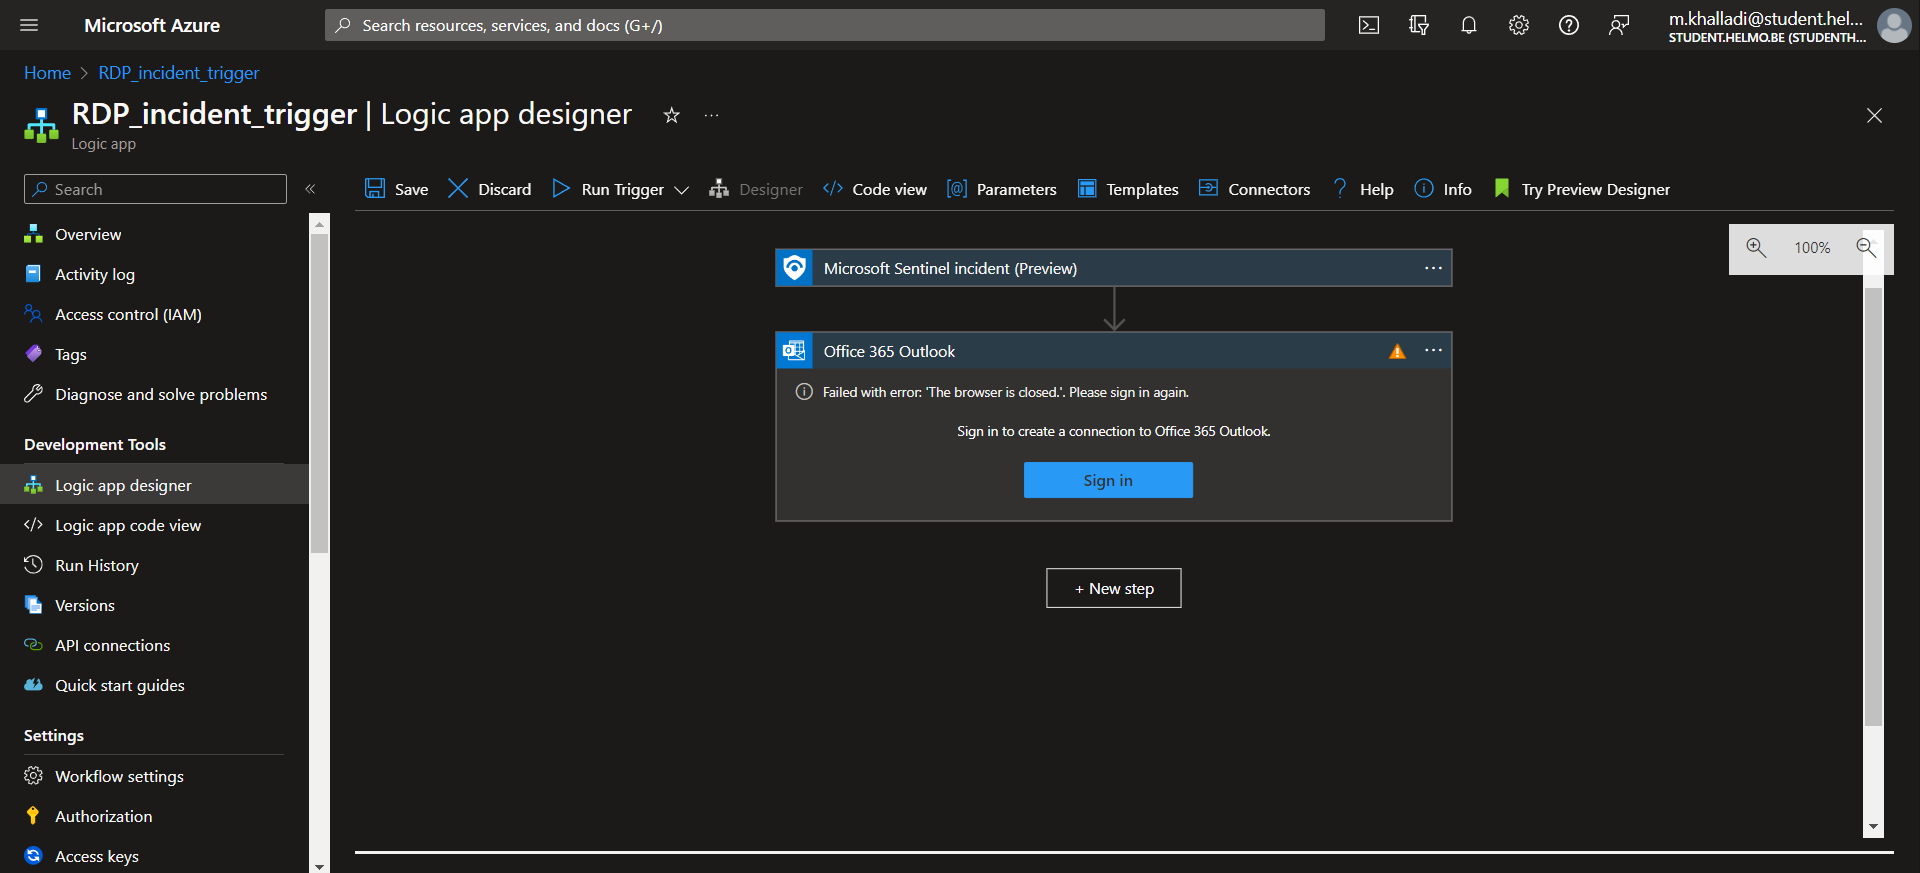 Microsoft Azure
Search resources, services, and docs (G+/)
m.khalladi@student.hel...
STUDENT.HELMO.BE (STUDENTH...
Home > RDP_incident_trigger
RDP_incident_trigger | Logic app designer
Logic app
Search
Save
Discard
Run Trigger
Designer
Code view
Parameters
Templates
Connectors
Help
Info
Try Preview Designer
Overview
Activity log
Access control (IAM)
Tags
Diagnose and solve problems
Development Tools
Logic app designer
Logic app code view
Run History
Versions
API connections
Quick start guides
Settings
Workflow settings
Authorization
Access keys
100%
Microsoft Sentinel incident (Preview)
Office 365 Outlook
Failed with error: 'The browser is closed.'. Please sign in again.
Sign in to create a connection to Office 365 Outlook.
Sign in
+ New step